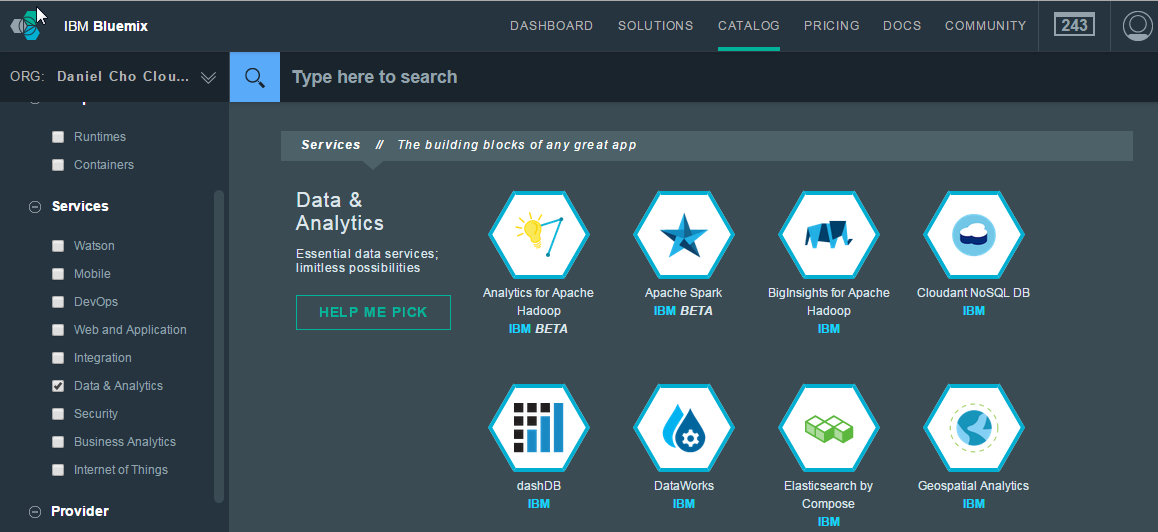 IBM Bluemix
DASHBOARD SOLUTIONS CATALOG PRICING DOCS COMMUNITY 243
ORG: Daniel Cho Clou...
Type here to search
Runtimes
Containers
Services
Watson
Mobile
DevOps
Web and Application
Integration
Data & Analytics
Security
Business Analytics
Internet of Things
Provider
Services // The building blocks of any great app
Data &
Analytics
Essential data services;
limitless possibilities
HELP ME PICK
Analytics for Apache
Hadoop
IBM BETA
Apache Spark
IBM BETA
BigInsights for Apache
Hadoop
IBM
Cloudant NoSQL DB
IBM
dashDB
IBM
DataWorks
IBM
Elasticsearch by
Compose
IBM
Geospatial Analytics
IBM